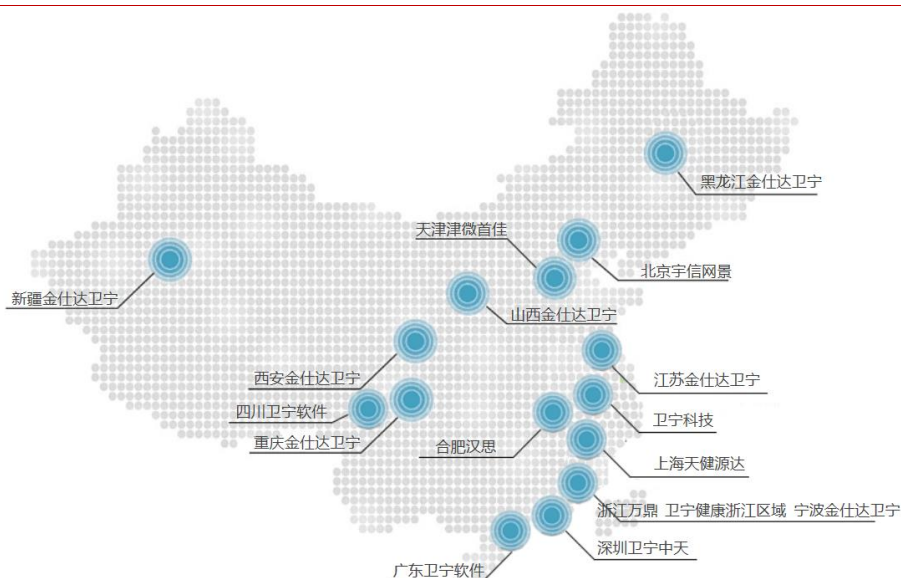 黑龙江金仕达卫宁
天津津微首佳
北京宇信网景
新疆金仕达卫宁
山西金仕达卫宁
西安金仕达卫宁
江苏金仕达卫宁
四川卫宁软件
卫宁科技
重庆金仕达卫宁
合肥汉思
上海天健源达
浙江万鼎 卫宁健康浙江区域 宁波金仕达卫宁
深圳卫宁中天
广东卫宁软件